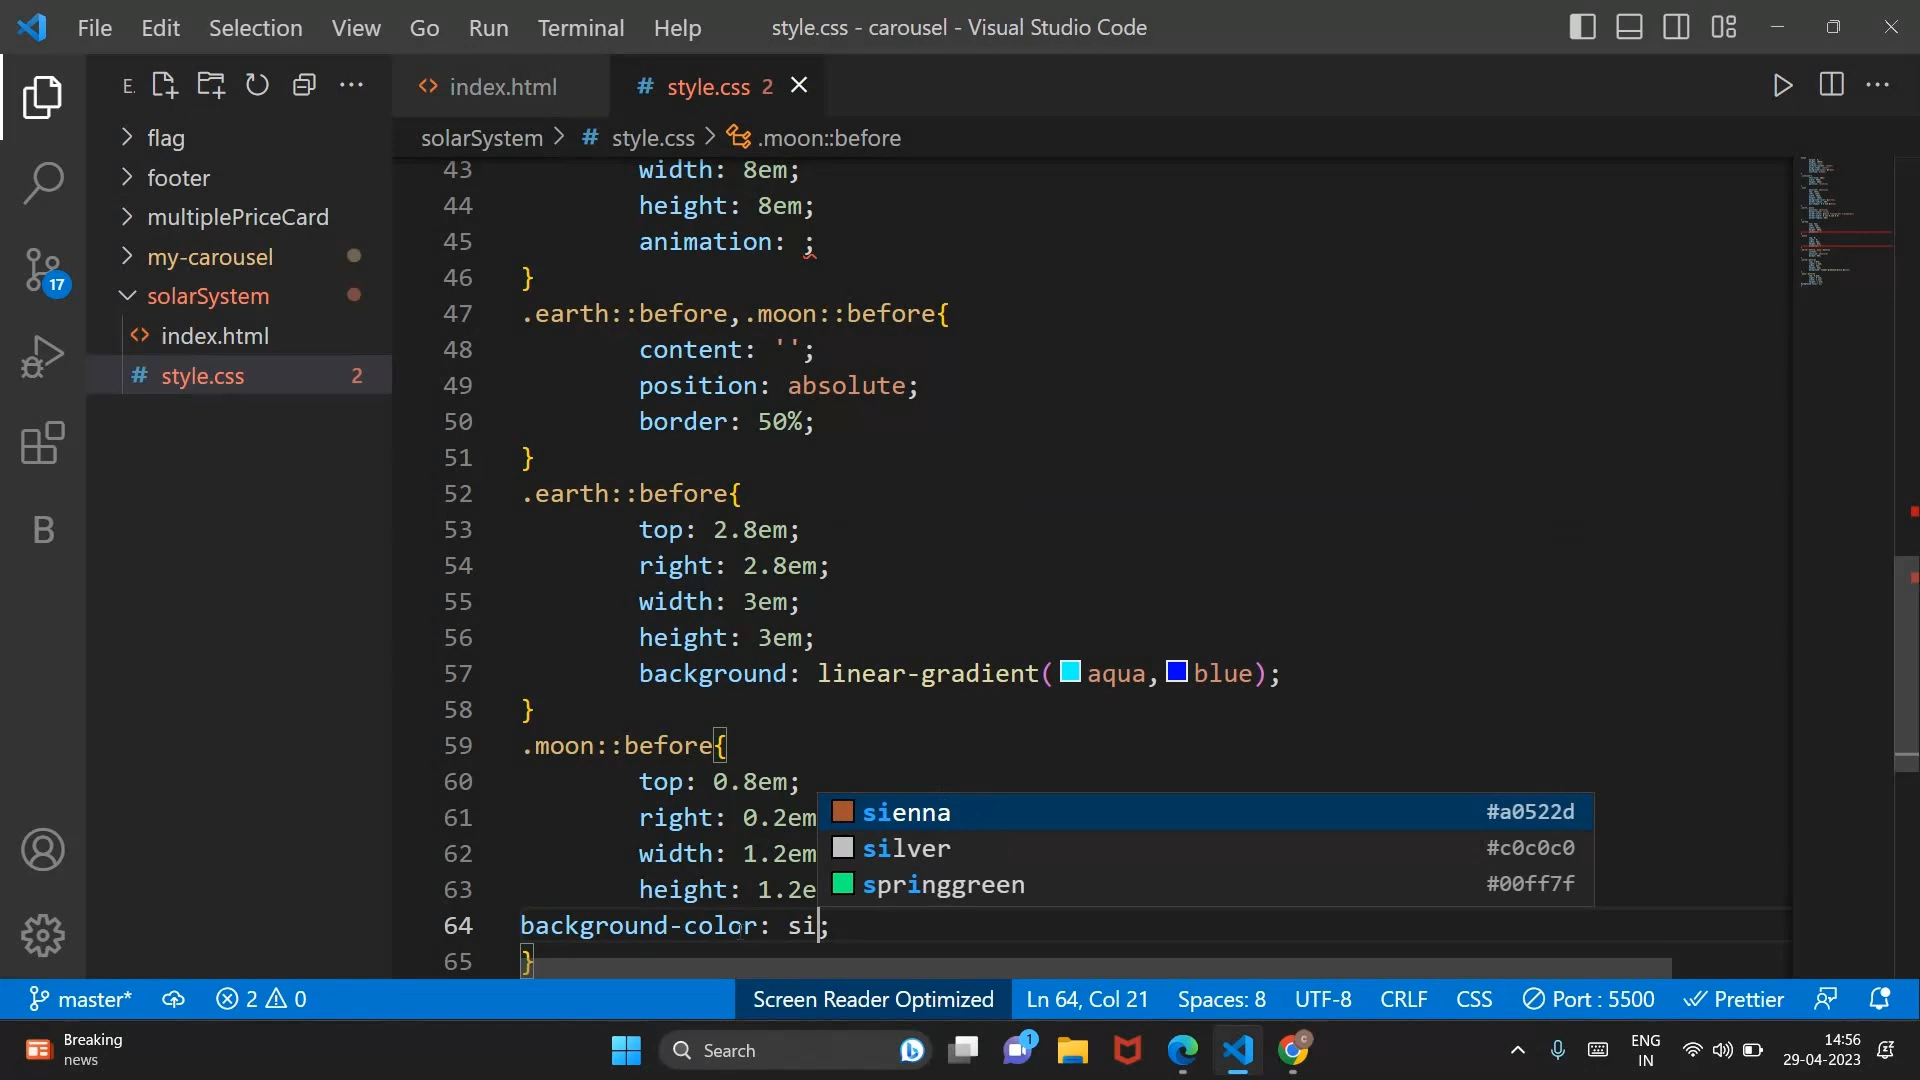 File Edit Selection View Go Run Terminal Help style.css - carousel - Visual Studio Code
E.
index.html
# style.css 2
solarSystem > # style.css > .moon::before
flag
footer
multiplePriceCard
my-carousel
solarSystem
index.html
# style.css 2
17
B
43 width: 8em;
44 height: 8em;
45 animation: ;
46 }
47 .earth::before,.moon::before{
48 content: '';
49 position: absolute;
50 border: 50%;
51 }
52 .earth::before{
53 top: 2.8em;
54 right: 2.8em;
55 width: 3em;
56 height: 3em;
57 background: linear-gradient(aqua,blue);
58 }
59 .moon::before{
60 top: 0.8em;
61 right: 0.2em
62 width: 1.2em
63 height: 1.2e
64 background-color: si;
65 }
sienna #a0522d
silver #c0c0c0
springgreen #00ff7f
master* 2 0 Screen Reader Optimized Ln 64, Col 21 Spaces: 8 UTF-8 CRLF CSS Port : 5500 Prettier
Breaking
news
Search
1
ENG
IN
14:56
29-04-2023